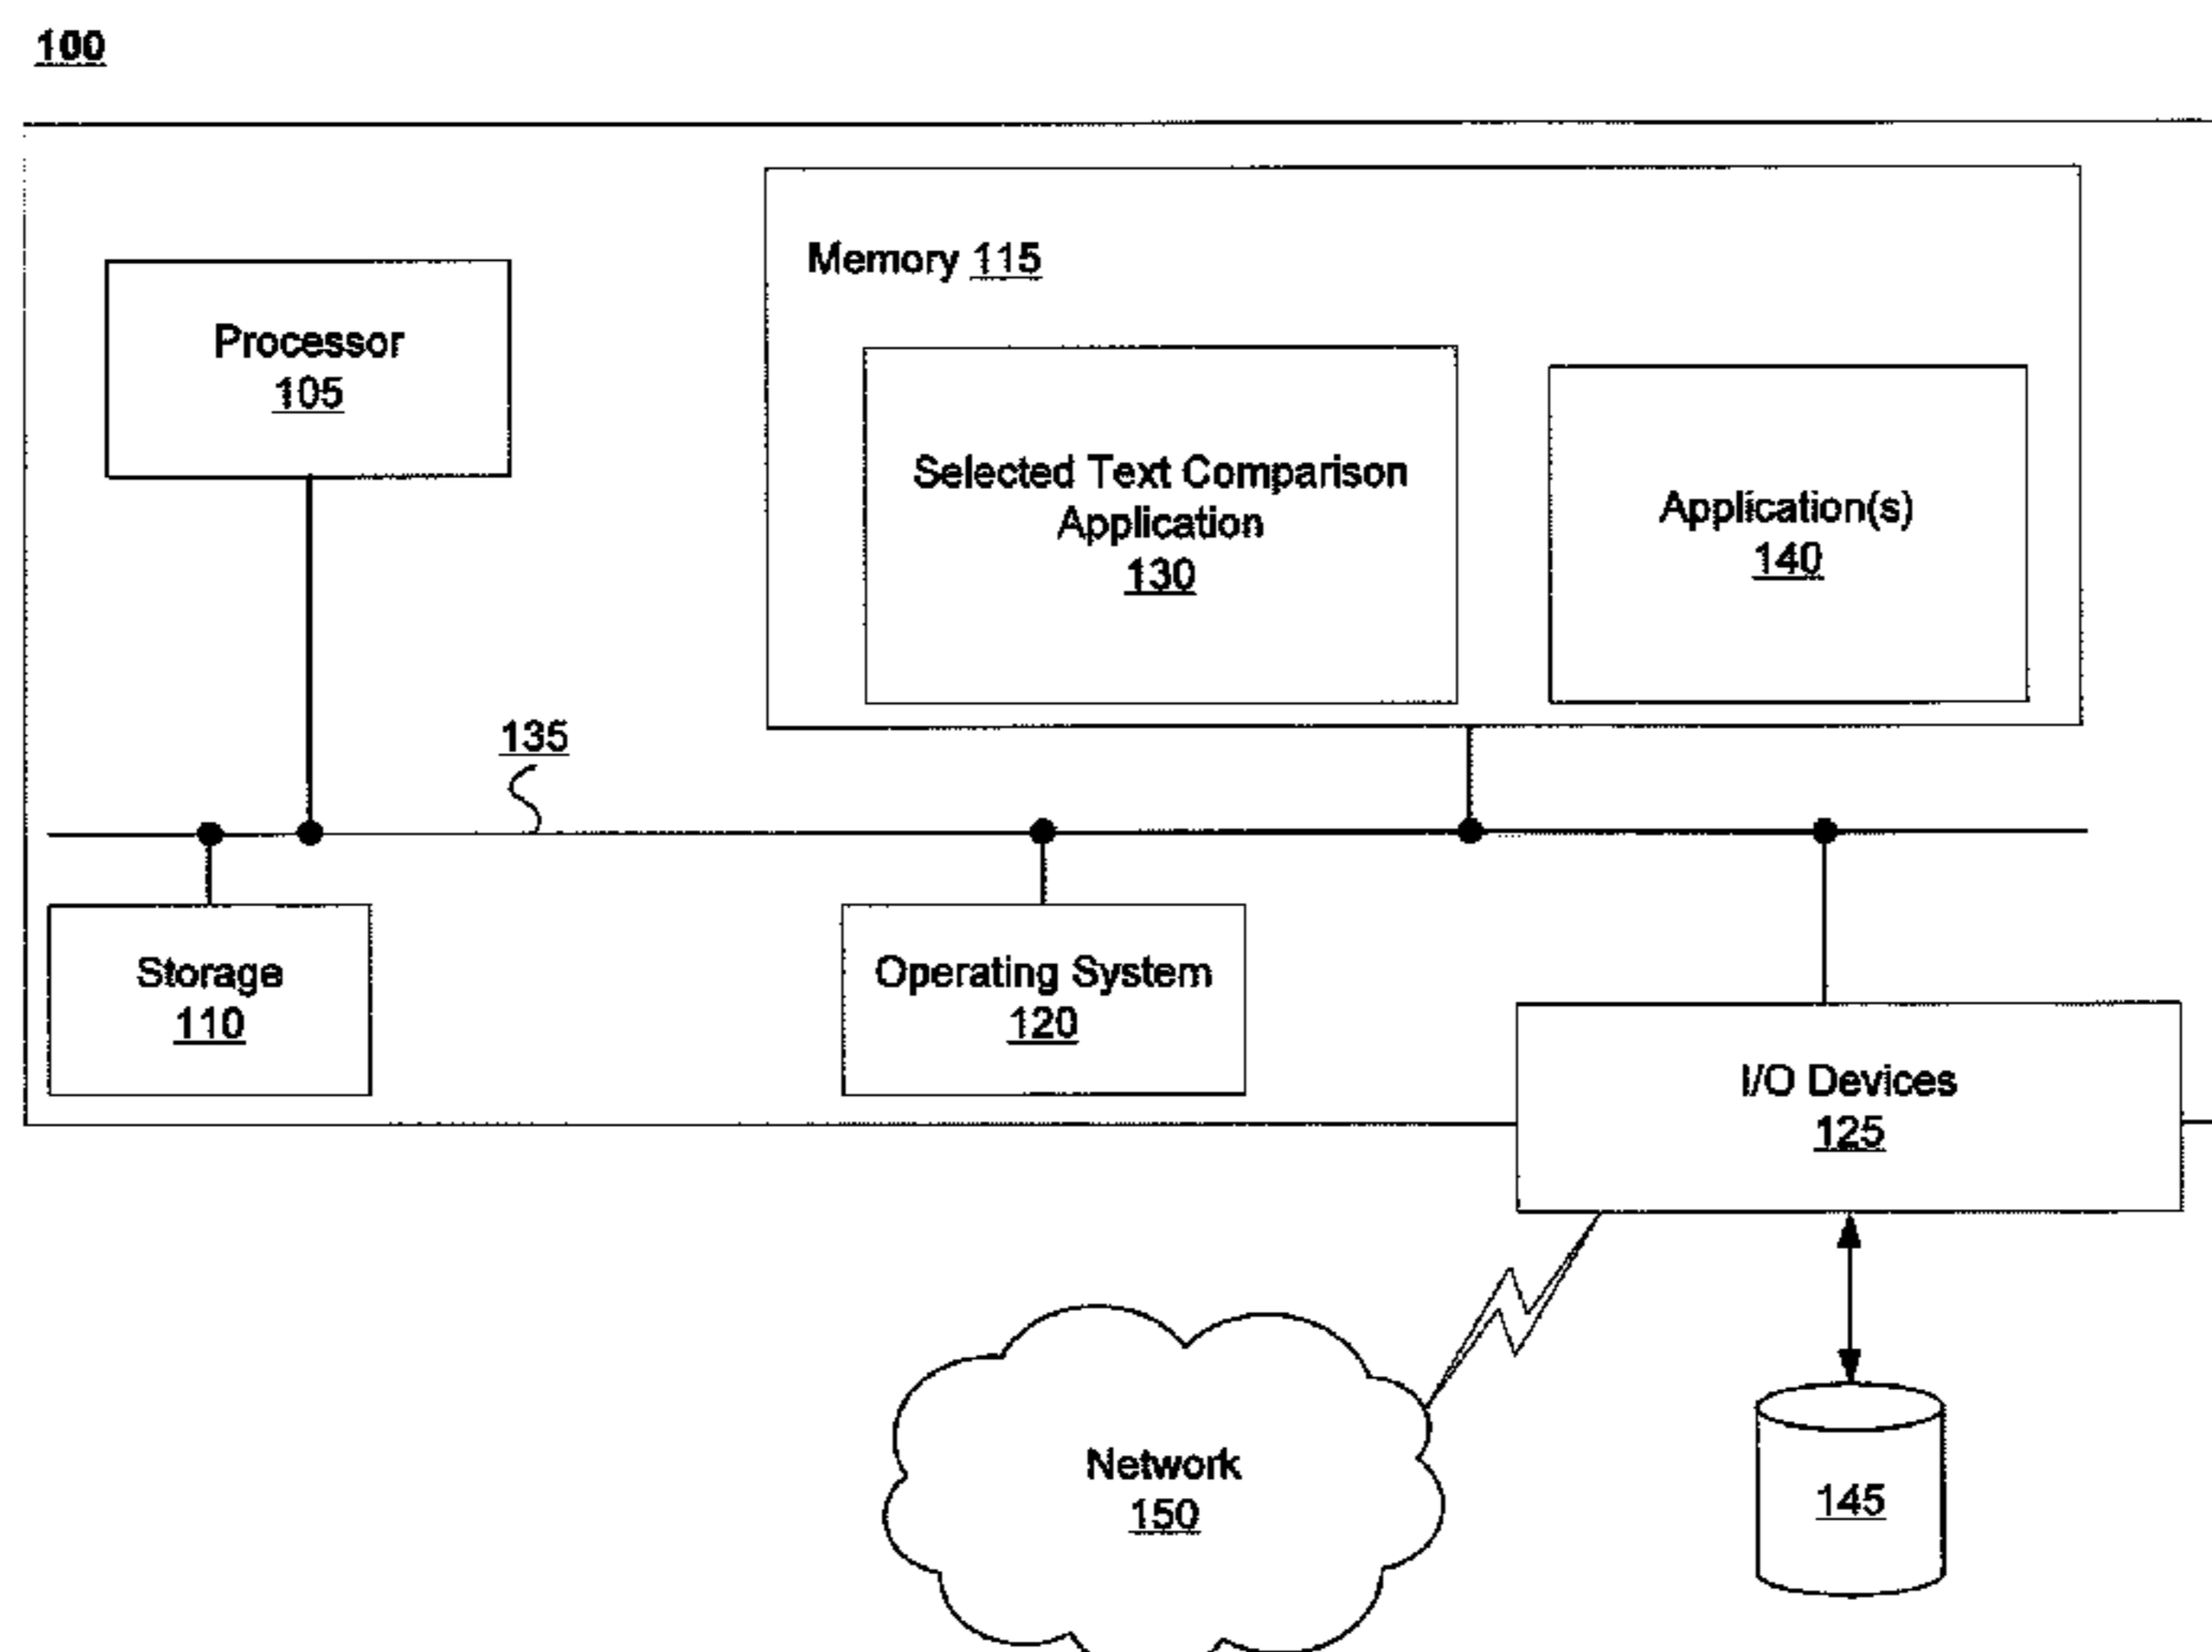 100
Memory 115
Processor
105
Selected Text Comparison
Application
130
Application(s)
140
135
Storage
110
Operating System
120
I/O Devices
125
Network
150
145